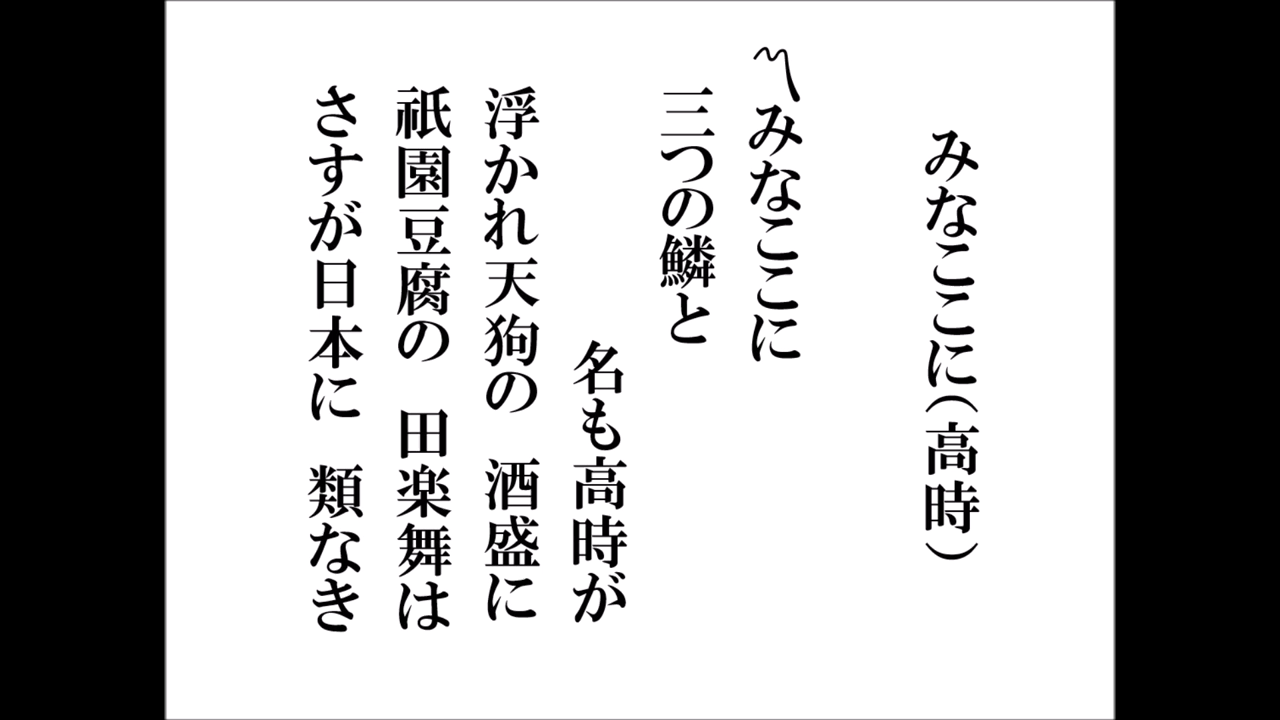 みなここに（高時）
〽みなここに
三つの鱗と
名も高時が
浮かれ天狗の　酒盛に
祇園豆腐の　田楽舞は
さすが日本に　類なき